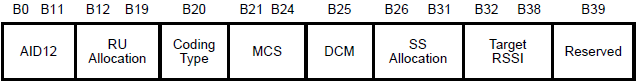 B0 B11 B12 B19 B20 B21 B24 B25 B26 B31 B32 B38 B39
AID12
RU
Allocation
Coding
Type
MCS
DCM
SS
Allocation
Target
RSSI
Reserved